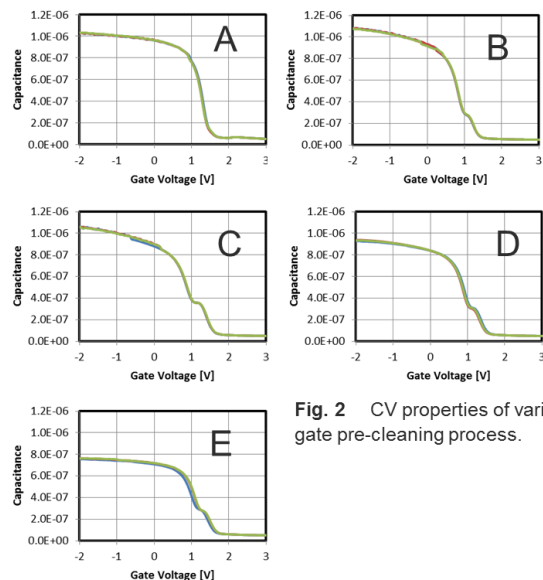 1.2E-06
1.0E-06
8.0E-07
6.0E-07
4.0E-07
2.0E-07
0.0E+00
Capacitance
A
-2 -1 0 1 2 3
Gate Voltage [V]
1.2E-06
1.0E-06
8.0E-07
6.0E-07
4.0E-07
2.0E-07
0.0E+00
Capacitance
B
-2 -1 0 1 2 3
Gate Voltage [V]
1.2E-06
1.0E-06
8.0E-07
6.0E-07
4.0E-07
2.0E-07
0.0E+00
Capacitance
C
-2 -1 0 1 2 3
Gate Voltage [V]
1.2E-06
1.0E-06
8.0E-07
6.0E-07
4.0E-07
2.0E-07
0.0E+00
Capacitance
D
-2 -1 0 1 2 3
Gate Voltage [V]
1.2E-06
1.0E-06
8.0E-07
6.0E-07
4.0E-07
2.0E-07
0.0E+00
Capacitance
E
-2 -1 0 1 2 3
Gate Voltage [V]
Fig. 2 CV properties of vari
gate pre-cleaning process.